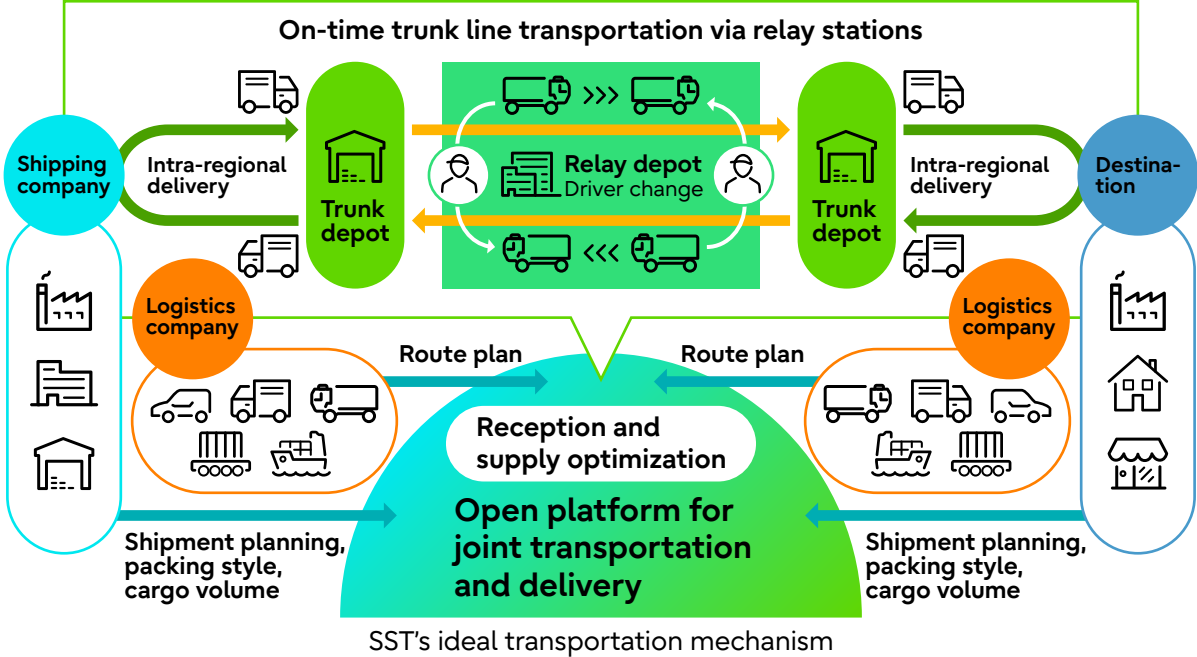 On-time trunk line transportation via relay stations
Shipping
company
Intra-regional
delivery
Trunk
depot
>>>
Relay depot
Driver change
<<<
Trunk
depot
Intra-regional
delivery
Destina-
tion
Logistics
company
Route plan
Route plan
Logistics
company
Reception and
supply optimization
Open platform for
joint transportation
and delivery
Shipment planning,
packing style,
cargo volume
Shipment planning,
packing style,
cargo volume
SST's ideal transportation mechanism